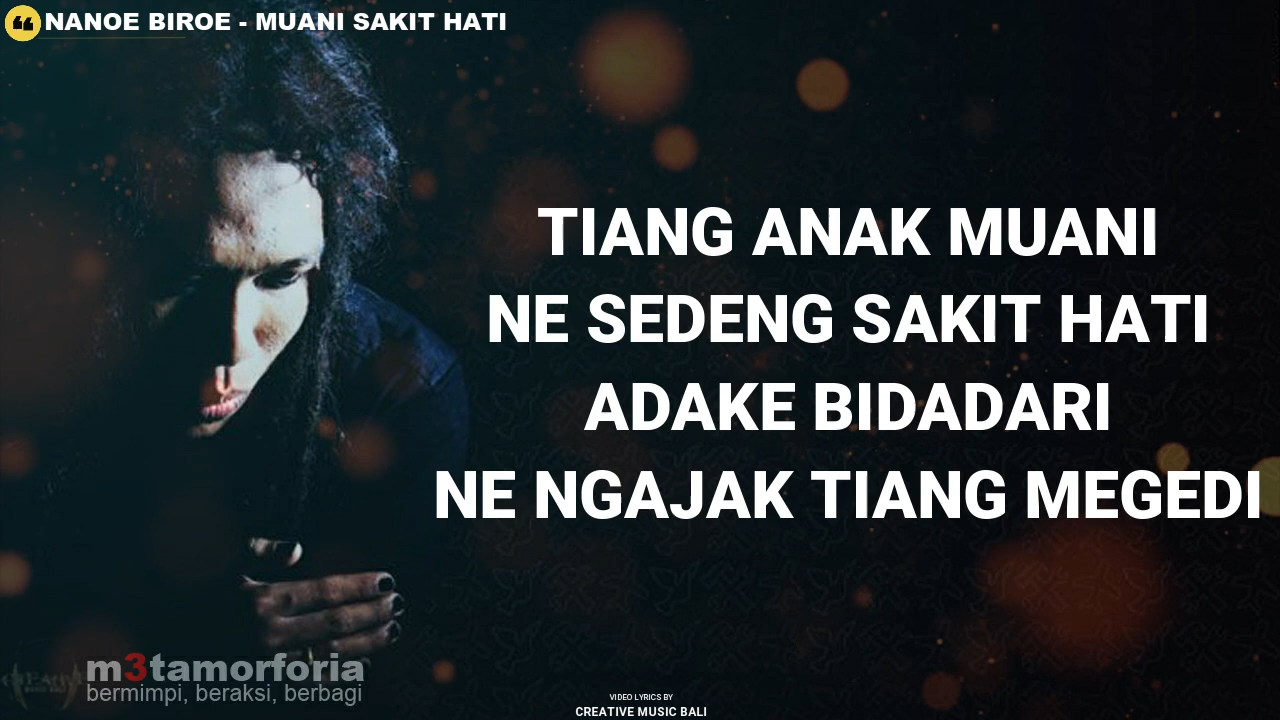 NANOE BIROE - MUANI SAKIT HATI
TIANG ANAK MUANI
NE SEDENG SAKIT HATI
ADAKE BIDADARI
NE NGAJAK TIANG MEGEDI
m3tamorforia
bermimpi, beraksi, berbagi
VIDEO LYRICS BY
CREATIVE MUSIC BALI